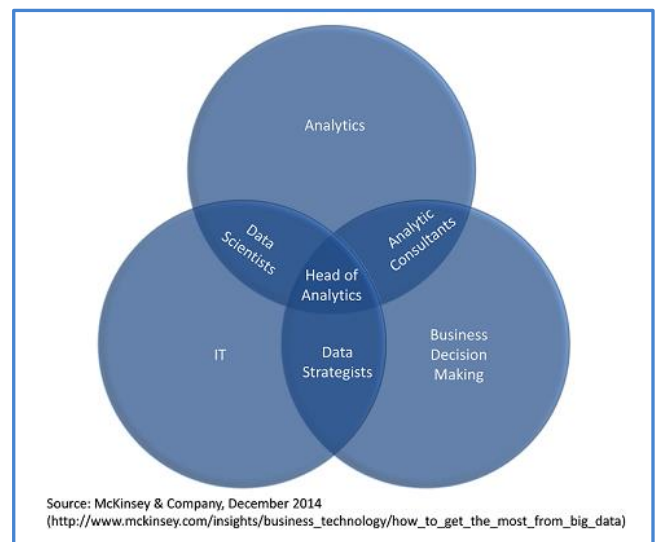 Analytics
Data
Scientists
Analytic
Consultants
Head of
Analytics
IT
Data
Strategists
Business
Decision
Making
Source: McKinsey & Company, December 2014
(http://www.mckinsey.com/insights/business_technology/how_to_get_the_most_from_big_data)